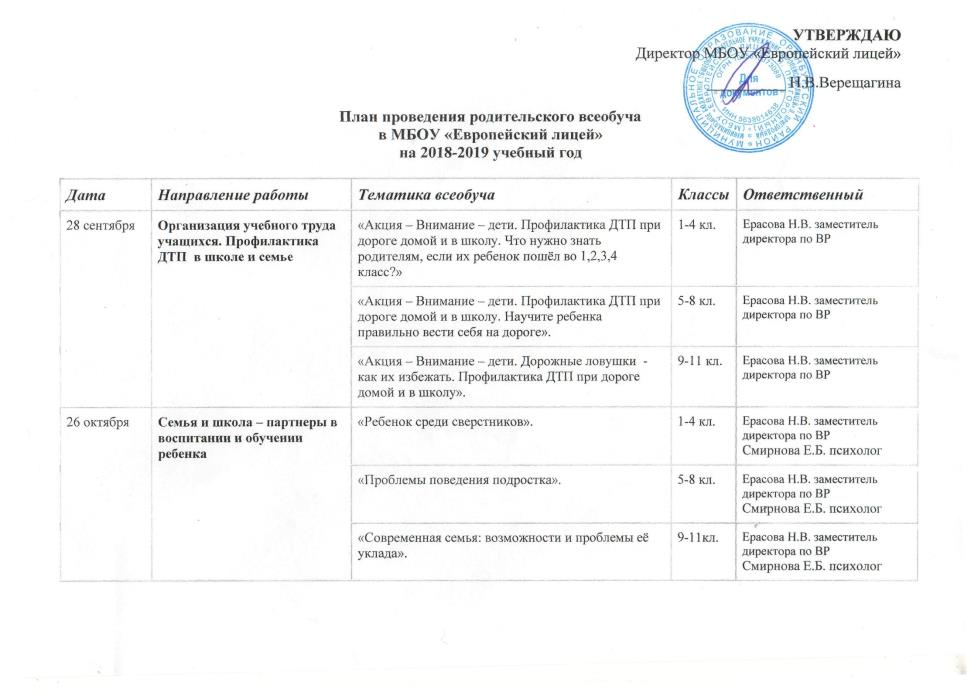 УТВЕРЖДАЮ
Директор МБОУ «Европейский лицей»
Н.В.Верещагина
Для
документов
План проведения родительского всеобуча
в МБОУ «Европейский лицей»
на 2018-2019 учебный год
Дата Направление работы Тематика всеобуча Классы Ответственный
28 сентября
Организация учебного труда
учащихся. Профилактика
ДТП в школе и семье
«Акция – Внимание – дети. Профилактика ДТП при
дороге домой и в школу. Что нужно знать
родителям, если их ребенок пошёл во 1,2,3,4
класс?»
1-4 кл.
Ерасова Н.В. заместитель
директора по ВР
«Акция – Внимание – дети. Профилактика ДТП при
дороге домой и в школу. Научите ребенка
правильно вести себя на дороге».
5-8 кл.
Ерасова Н.В. заместитель
директора по ВР
«Акция – Внимание – дети. Дорожные ловушки -
как их избежать. Профилактика ДТП при дороге
домой и в школу».
9-11 кл.
Ерасова Н.В. заместитель
директора по ВР
26 октября
Семья и школа – партнеры в
воспитании и обучении
ребенка
«Ребенок среди сверстников».
1-4 кл.
Ерасова Н.В. заместитель
директора по ВР
Смирнова Е.Б. психолог
«Проблемы поведения подростка».
5-8 кл.
Ерасова Н.В. заместитель
директора по ВР
Смирнова Е.Б. психолог
«Современная семья: возможности и проблемы её
уклада».
9-11кл.
Ерасова Н.В. заместитель
директора по ВР
Смирнова Е.Б. психолог